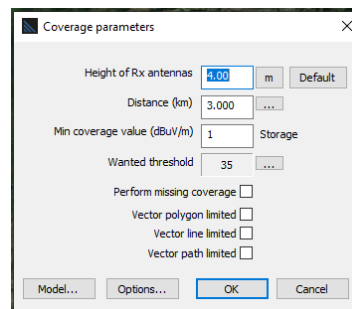 Coverage parameters
Height of Rx antennas 4.00 m Default
Distance (km) 3.000 ...
Min coverage value (dBuV/m) 1 Storage
Wanted threshold 35 ...
Perform missing coverage
Vector polygon limited
Vector line limited
Vector path limited
Model... Options... OK Cancel